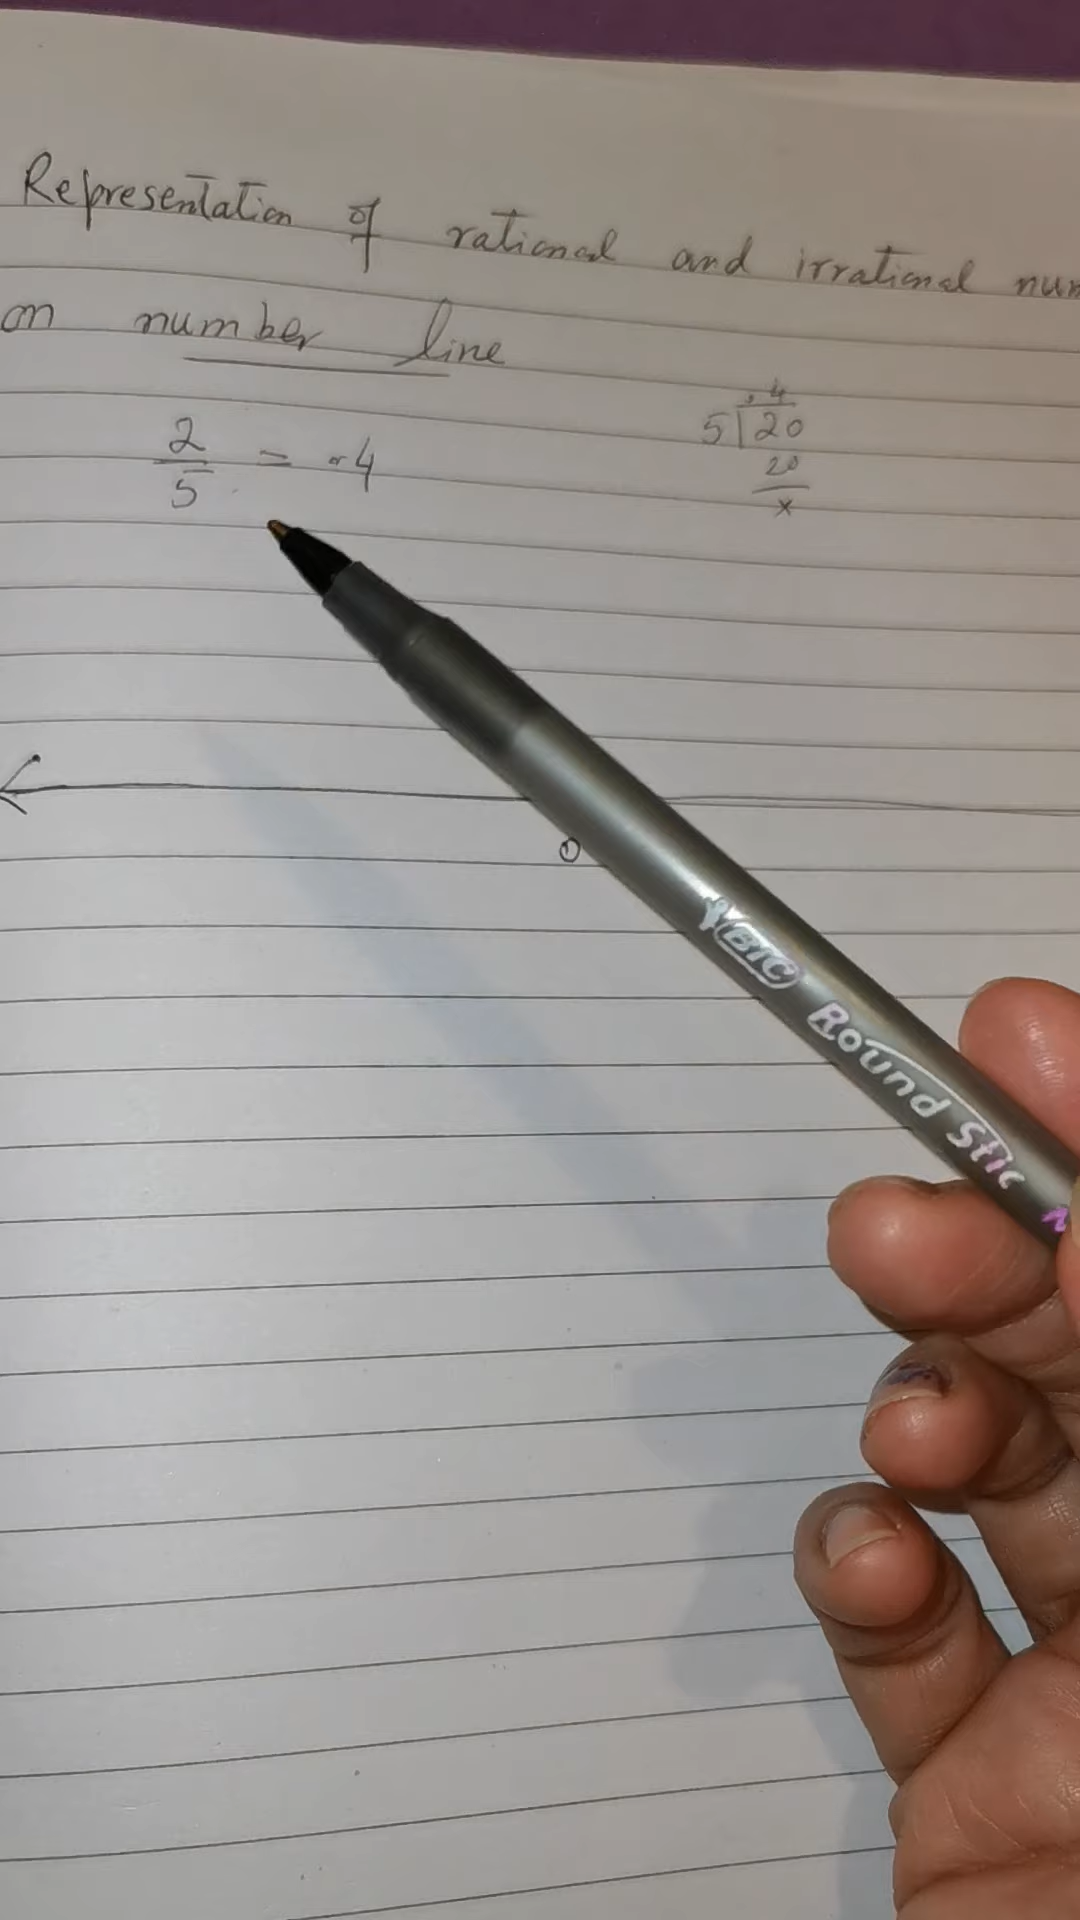 Representation of rational and irrational num
on number line
2/5 = .4
.4
5|20
20
x
0
BIC Round Stic